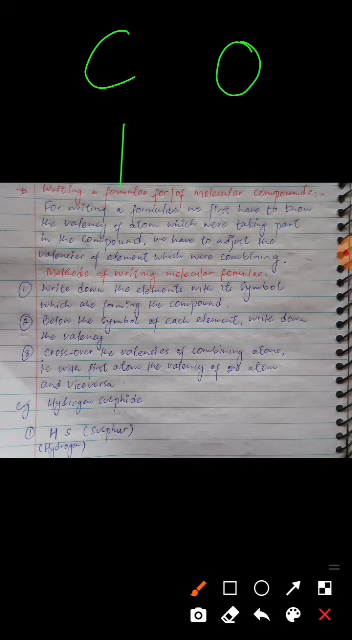 C O
Writing a formulae for/of molecular compounds:-
For writing a formulae we first have to know
the valency of atom which were taking part
in the compound, we have to adjust the
valencies of element which were combining.
Methods of writing molecular formulae.
① Write down the elements with its symbol
which are forming the compound.
② Below the symbol of each element, write down
the valency
③ Cross-over the valencies of combining atoms,
ie with first atom the valency of atom
and Viceversa.
eg Hydrogen sulphide
① H S (Sulphur)
(Hydrogen)